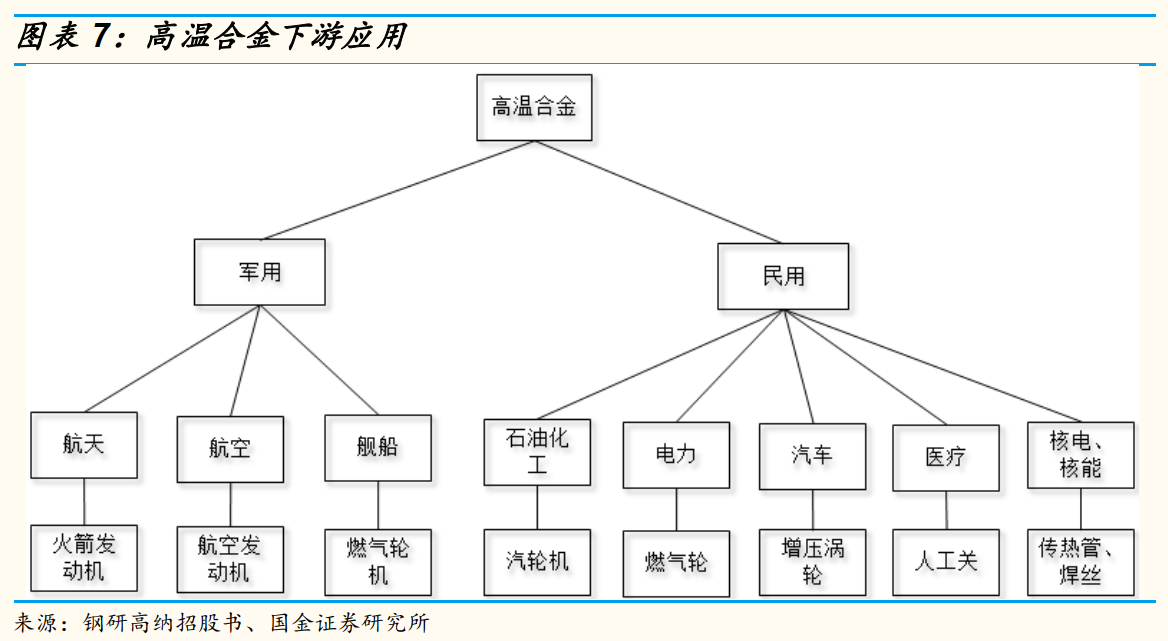 图表 7：高温合金下游应用
高温合金
军用
民用
航天
航空
舰船
石油化
工
电力
汽车
医疗
核电、
核能
火箭发
动机
航空发
动机
燃气轮
机
汽轮机
燃气轮
增压涡
轮
人工关
传热管、
焊丝
来源：钢研高纳招股书、国金证券研究所